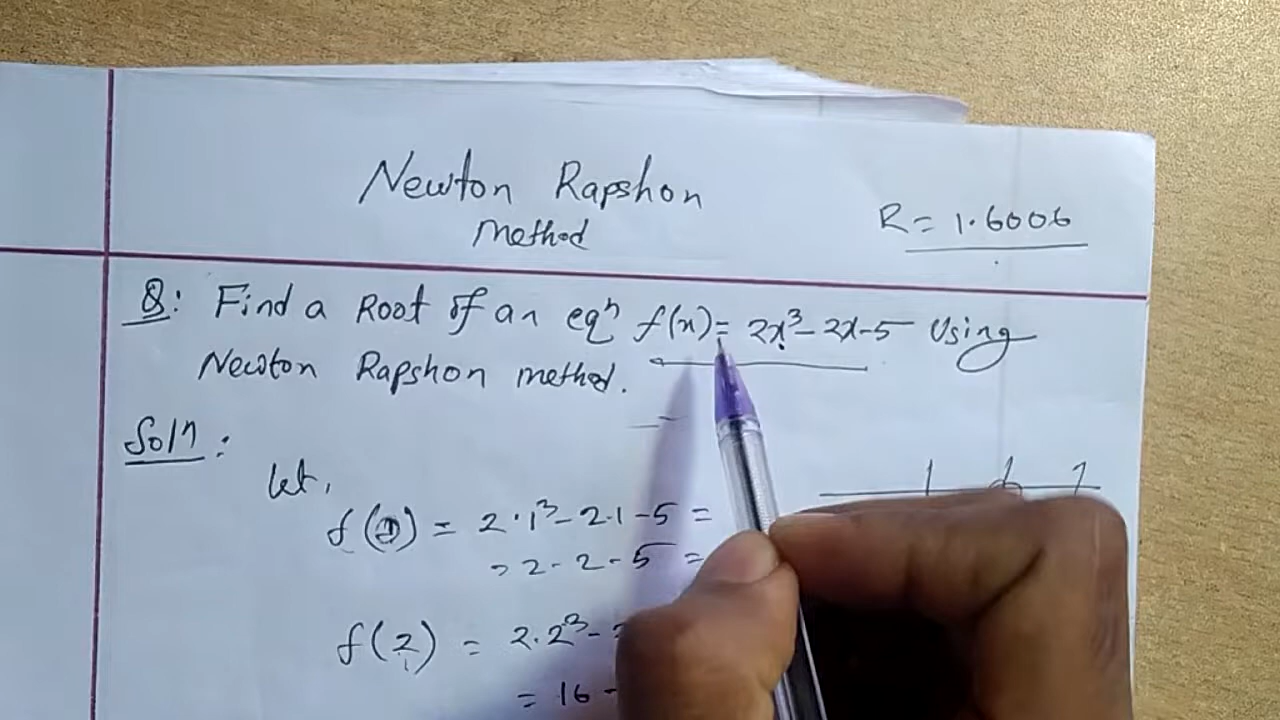 Newton Rapshon
Method
R = 1.6006
Q: Find a Root of an eqⁿ f(x) = 2x³ - 2x - 5 Using
Newton Rapshon method.
Solⁿ:
let,
f(1) = 2·1³ - 2·1 - 5 =
= 2 - 2 - 5 =
f(2) = 2·2³ -
= 16 -